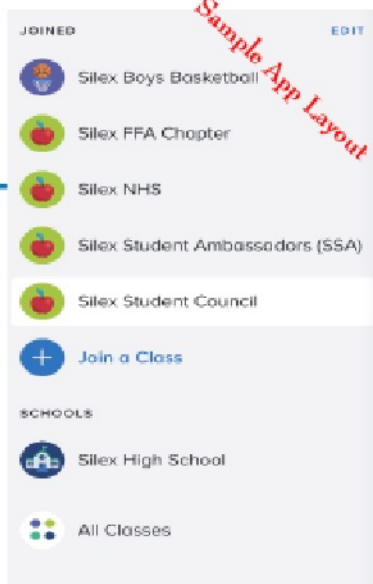 JOINED
EDIT
Sample App Layout
Silex Boys Basketball
Silex FFA Chapter
Silex NHS
Silex Student Ambassadors (SSA)
Silex Student Council
Join a Class
SCHOOLS
Silex High School
All Classes